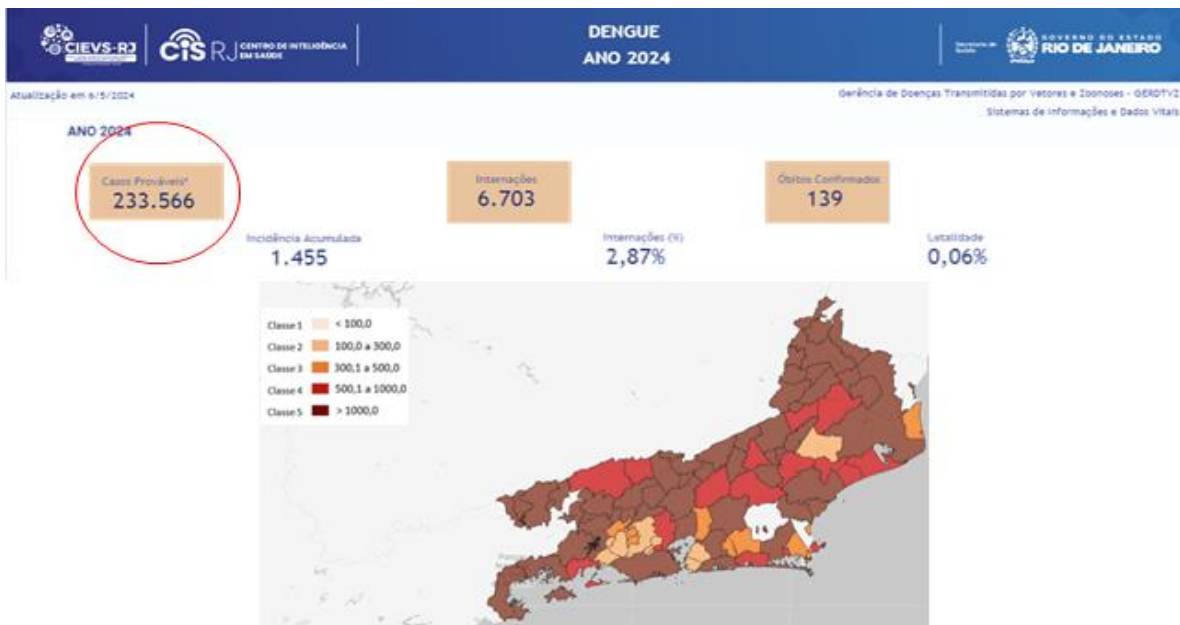 CIEVS-RJ
CIS RJ CENTRO DE INTELIGÊNCIA
EM SAÚDE
DENGUE
ANO 2024
Secretaria de
Saúde
GOVERNO DO ESTADO
RIO DE JANEIRO
Atualização em 6/5/2024
Gerência de Doenças Transmitidas por Vetores e Zoonoses - GERDTVZ
Sistemas de Informações e Dados Vitais
ANO 2024
Casos Prováveis*
233.566
Internações
6.703
Óbitos Confirmados
139
Incidência Acumulada
1.455
Internações (%)
2,87%
Letalidade
0,06%
Classe 1 < 100,0
Classe 2 100,0 a 300,0
Classe 3 300,1 a 500,0
Classe 4 500,1 a 1000,0
Classe 5 > 1000,0